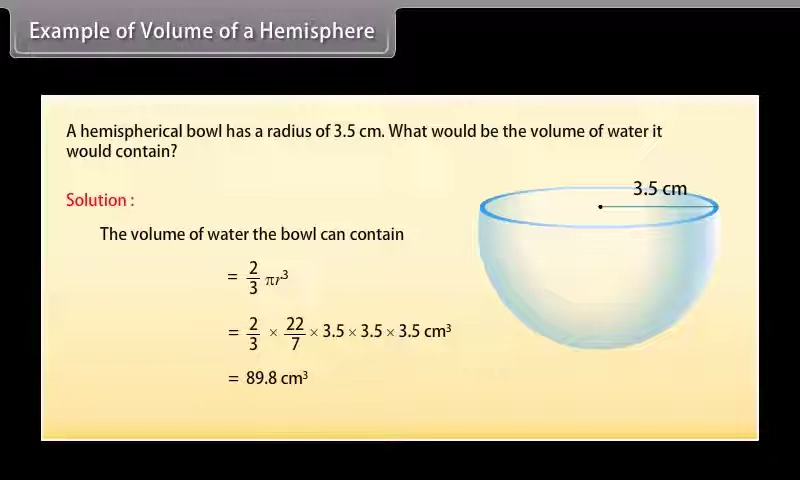 Example of Volume of a Hemisphere
A hemispherical bowl has a radius of 3.5 cm. What would be the volume of water it
would contain?
3.5 cm
Solution :
The volume of water the bowl can contain
= 2/3 πr³
= 2/3 × 22/7 × 3.5 × 3.5 × 3.5 cm³
= 89.8 cm³